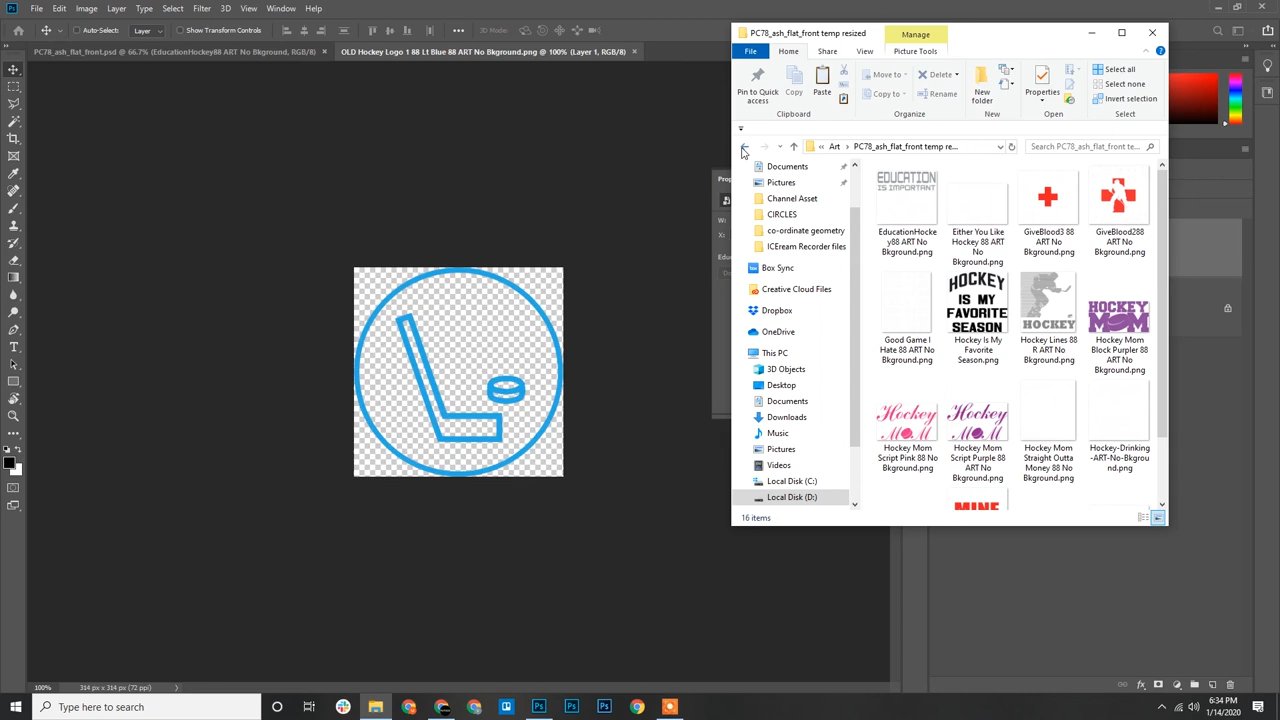 File Edit Image Layer Type Select Filter 3D View Window Help
Auto-Select: Layer Show Transform Controls
PC78_ash_flat_front.psd @ 66.7% (EducationHockey88 ART No Bkground, RGB/8) × OLD Hockey Logo 1 88 Lt Blue 88 ART No Bkground.png @ 100% (Layer 1, RGB/8) ×
PC78_ash_flat_front temp resized Manage
File Home Share View Picture Tools
Pin to Quick access
Copy
Paste
Move to
Copy to
Delete
Rename
New folder
Properties
Select all
Select none
Invert selection
Clipboard Organize New Open Select
« Art › PC78_ash_flat_front temp re...
Search PC78_ash_flat_front te...
Documents
Pictures
Channel Asset
CIRCLES
co-ordinate geometry
ICEream Recorder files
Box Sync
Creative Cloud Files
Dropbox
OneDrive
This PC
3D Objects
Desktop
Documents
Downloads
Music
Pictures
Videos
Local Disk (C:)
Local Disk (D:)
EDUCATION
IS IMPORTANT
EducationHocke
y88 ART No
Bkground.png
Either You Like
Hockey 88 ART
No
Bkground.png
GiveBlood3 88
ART No
Bkground.png
GiveBlood288
ART No
Bkground.png
HOCKEY
IS MY
FAVORITE
SEASON
HOCKEY
HOCKEY
MOM
Good Game I
Hate 88 ART No
Bkground.png
Hockey Is My
Favorite
Season.png
Hockey Lines 88
R ART No
Bkground.png
Hockey Mom
Block Purpler 88
ART No
Bkground.png
Hockey
MOM
Hockey
MOM
Hockey Mom
Script Pink 88 No
Bkground.png
Hockey Mom
Script Purple 88
ART No
Bkground.png
Hockey Mom
Straight Outta
Money 88 No
Bkground.png
Hockey-Drinking
-ART-No-Bkgrou
nd.png
MINE
16 items
Prop
W:
X:
Edu
100% 314 px x 314 px (72 ppi)
Type here to search
6:34 PM
1/14/2020